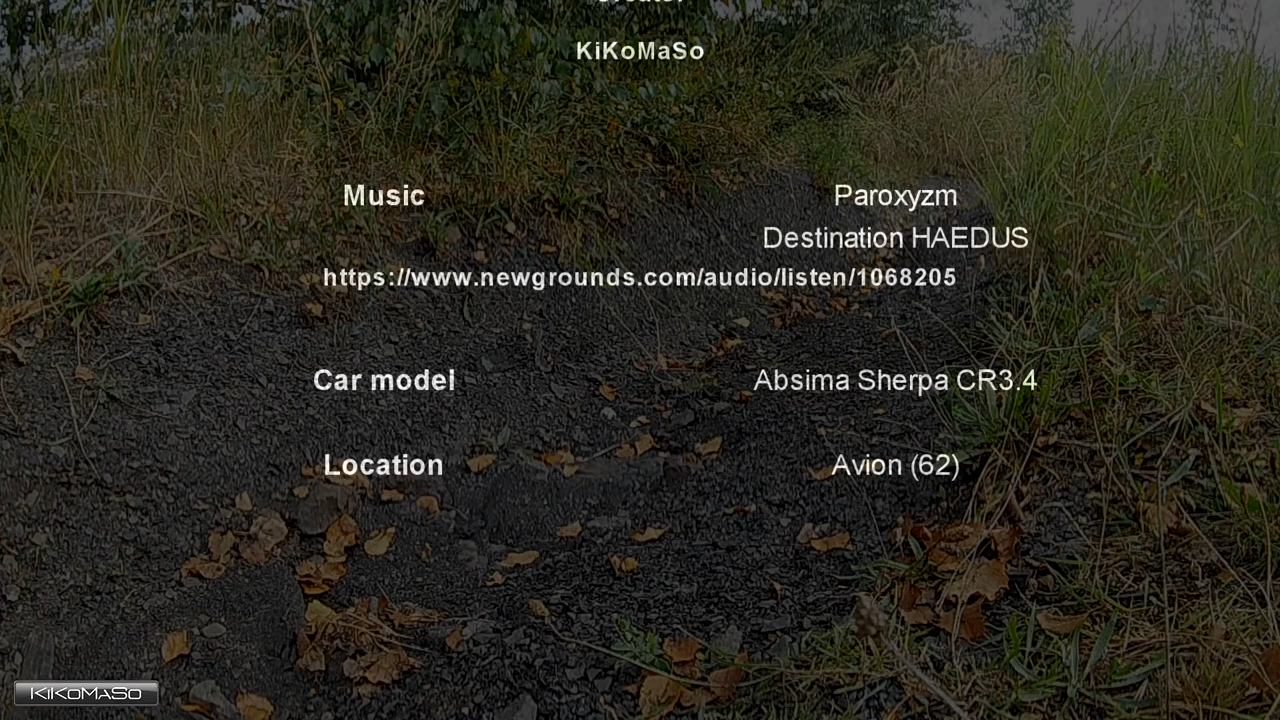 Creator
KiKoMaSo
Music Paroxyzm
Destination HAEDUS
https://www.newgrounds.com/audio/listen/1068205
Car model Absima Sherpa CR3.4
Location Avion (62)
KiKoMaSo